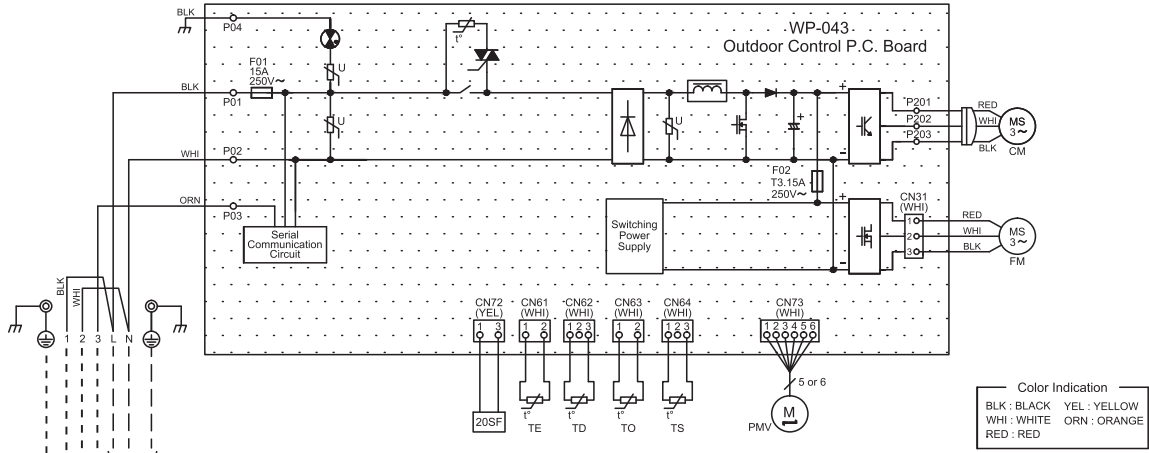 BLK
P04
WP-043
Outdoor Control P.C. Board
t°
U
F01
15A
250V~
BLK
P01
+
P201
RED
P202
WHI
P203
BLK
MS
3~
CM
U
+
U
WHI
P02
-
F02
T3.15A
250V~
ORN
P03
Serial
Communication
Circuit
Switching
Power
Supply
+
-
CN31
(WHI)
1
2
3
RED
WHI
BLK
MS
3~
FM
BLK
WHI
1 2 3 L N
CN72
(YEL)
1 3
CN61
(WHI)
1 2
CN62
(WHI)
1 2 3
CN63
(WHI)
1 2
CN64
(WHI)
1 2 3
CN73
(WHI)
1 2 3 4 5 6
20SF
t°
TE
t°
TD
t°
TO
t°
TS
5 or 6
M
PMV
Color Indication
BLK : BLACK YEL : YELLOW
WHI : WHITE ORN : ORANGE
RED : RED